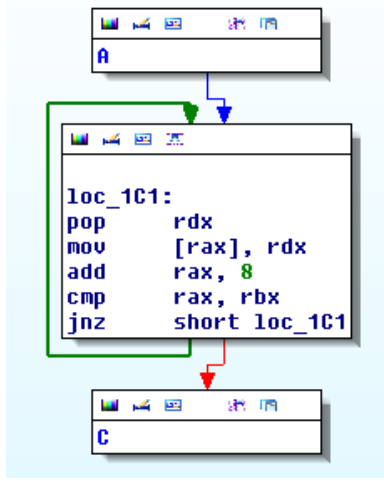 A
loc_1C1:
pop rdx
mov [rax], rdx
add rax, 8
cmp rax, rbx
jnz short loc_1C1
C